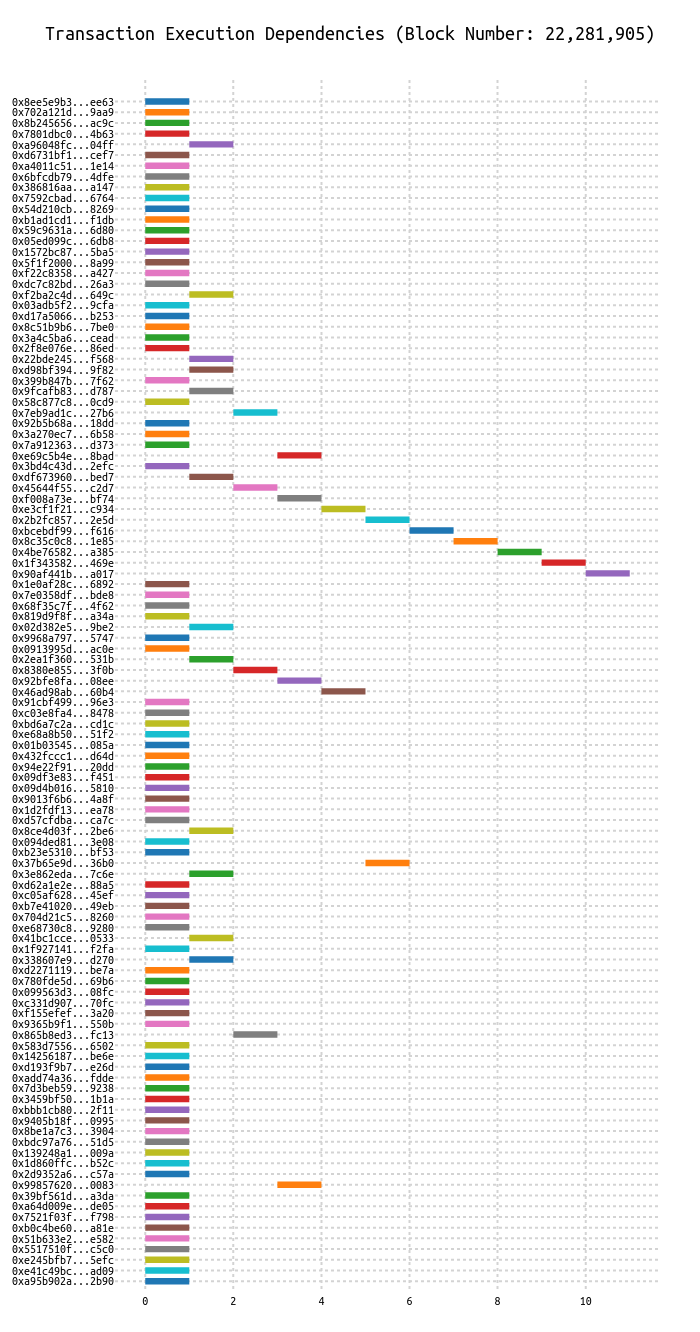 Transaction Execution Dependencies (Block Number: 22,281,905)
0x8ee5e9b3...ee63
0x702a121d...9aa9
0x8b245656...ac9c
0x7801dbc0...4b63
0xa96048fc...04ff
0xd6731bf1...cef7
0xa4011c51...1e14
0x6bfcdb79...4dfe
0x386816aa...a147
0x7592cbad...6764
0x54d210cb...8269
0xb1ad1cd1...f1db
0x59c9631a...6d80
0x05ed099c...6db8
0x1572bc87...5ba5
0x5f1f2000...8a99
0xf22c8358...a427
0xdc7c82bd...26a3
0xf2ba2c4d...649c
0x03adb5f2...9cfa
0xd17a5066...b253
0x8c51b9b6...7be0
0x3a4c5ba6...cead
0x2f8e076e...86ed
0x22bde245...f568
0xd98bf394...9f82
0x399b847b...7f62
0x9fcafb83...d787
0x58c877c8...0cd9
0x7eb9ad1c...27b6
0x92b5b68a...18dd
0x3a270ec7...6b58
0x7a912363...d373
0xe69c5b4e...8bad
0x3bd4c43d...2efc
0xdf673960...bed7
0x45644f55...c2d7
0xf008a73e...bf74
0xe3cf1f21...c934
0x2b2fc857...2e5d
0xbcebdf99...f616
0x8c35c0c8...1e85
0x4be76582...a385
0x1f343582...469e
0x90af441b...a017
0x1e0af28c...6892
0x7e0358df...bde8
0x68f35c7f...4f62
0x819d9f8f...a34a
0x02d382e5...9be2
0x9968a797...5747
0x0913995d...ac0e
0x2ea1f360...531b
0x8380e855...3f0b
0x92bfe8fa...08ee
0x46ad98ab...60b4
0x91cbf499...96e3
0xc03e8fa4...8478
0xbd6a7c2a...cd1c
0xe68a8b50...51f2
0x01b03545...085a
0x432fccc1...d64d
0x94e22f91...20dd
0x09df3e83...f451
0x09d4b016...5810
0x9013f6b6...4a8f
0x1d2fdf13...ea78
0xd57cfdba...ca7c
0x8ce4d03f...2be6
0x094ded81...3e08
0xb23e5310...bf53
0x37b65e9d...36b0
0x3e862eda...7c6e
0xd62a1e2e...88a5
0xc05af628...45ef
0xb7e41020...49eb
0x704d21c5...8260
0xe68730c8...9280
0x41bc1cce...0533
0x1f927141...f2fa
0x338607e9...d270
0xd2271119...be7a
0x780fde5d...69b6
0x099563d3...08fc
0xc331d907...70fc
0xf155efef...3a20
0x9365b9f1...550b
0x865b8ed3...fc13
0x583d7556...6502
0x14256187...be6e
0xd193f9b7...e26d
0xadd74a36...fdde
0x7d3beb59...9238
0x3459bf50...1b1a
0xbbb1cb80...2f11
0x9405b18f...0995
0x8be1a7c3...3904
0xbdc97a76...51d5
0x139248a1...009a
0x1d860ffc...b52c
0x2d9352a6...c57a
0x99857620...0083
0x39bf561d...a3da
0xa64d009e...de05
0x7521f03f...f798
0xb0c4be60...a81e
0x51b633e2...e582
0x5517510f...c5c0
0xe245bfb7...5efc
0xe41c49bc...ad09
0xa95b902a...2b90
0 2 4 6 8 10